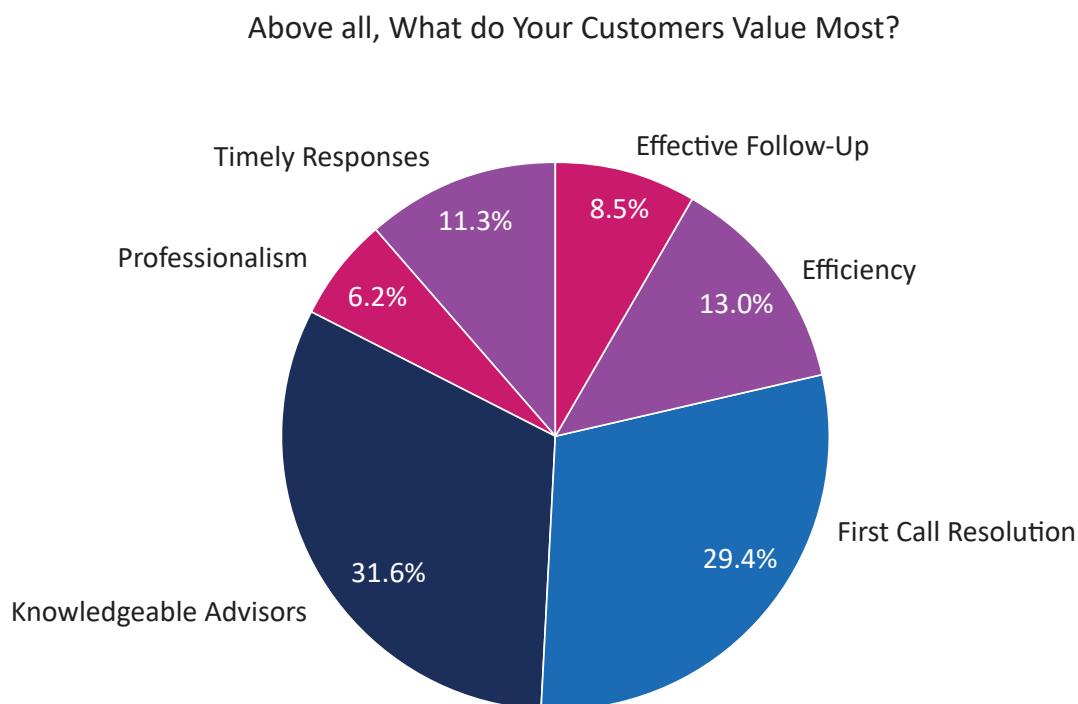 Above all, What do Your Customers Value Most?
Timely Responses
11.3%
Effective Follow-Up
8.5%
Professionalism
6.2%
Efficiency
13.0%
First Call Resolution
29.4%
Knowledgeable Advisors
31.6%